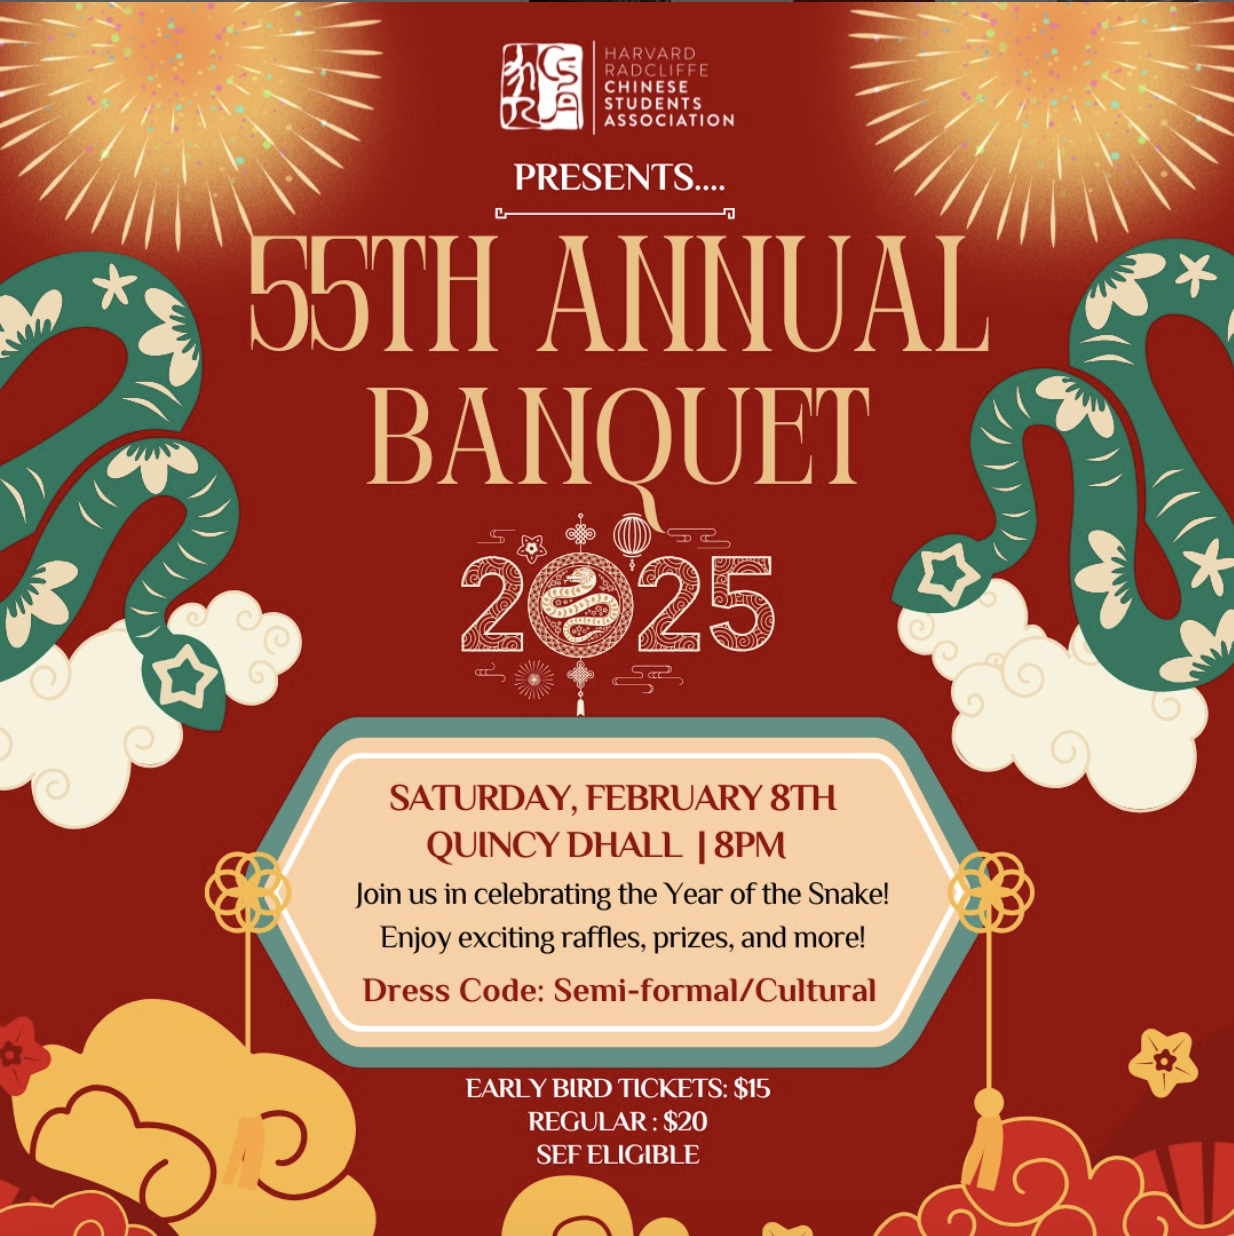 HARVARD
RADCLIFFE
CHINESE
STUDENTS
ASSOCIATION
PRESENTS....
55TH ANNUAL
BANQUET
2025
SATURDAY, FEBRUARY 8TH
QUINCY DHALL | 8PM
Join us in celebrating the Year of the Snake!
Enjoy exciting raffles, prizes, and more!
Dress Code: Semi-formal/Cultural
EARLY BIRD TICKETS: $15
REGULAR : $20
SEF ELIGIBLE